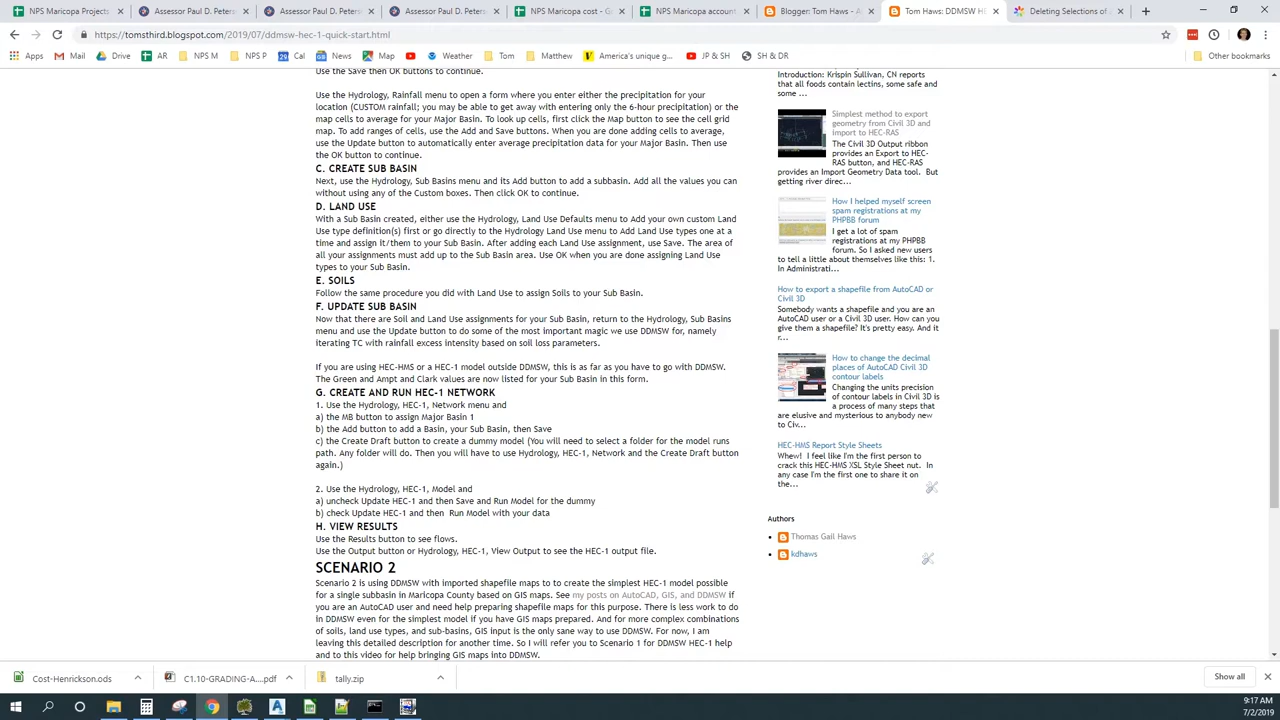 NPS Maricopa Projects
Assessor Paul D. Peters
Assessor Paul D. Peters
Assessor Paul D. Peters
NPS Maricopa cost - G
NPS Maricopa account
Blogger: Tom Haws - A
Tom Haws: DDMSW HE
Deleting Selections of
https://tomsthird.blogspot.com/2019/07/ddmsw-hec-1-quick-start.html
Apps
Mail
Drive
AR
NPS M
NPS P
Cal
News
Map
Weather
Tom
Matthew
America's unique g...
JP & SH
SH & DR
Other bookmarks
Use the Save then OK buttons to continue.
Use the Hydrology, Rainfall menu to open a form where you enter either the precipitation for your
location (CUSTOM rainfall; you may be able to get away with entering only the 6-hour precipitation) or the
map cells to average for your Major Basin. To look up cells, first click the Map button to see the cell grid
map. To add ranges of cells, use the Add and Save buttons. When you are done adding cells to average,
use the Update button to automatically enter average precipitation data for your Major Basin. Then use
the OK button to continue.
C. CREATE SUB BASIN
Next, use the Hydrology, Sub Basins menu and its Add button to add a subbasin. Add all the values you can
without using any of the Custom boxes. Then click OK to continue.
D. LAND USE
With a Sub Basin created, either use the Hydrology, Land Use Defaults menu to Add your own custom Land
Use type definition(s) first or directly to the Hydrology Land Use menu to Add Land Use types one at a
time and assign it/them to your Sub Basin. After adding each Land Use assignment, use Save. The area of
all your assignments must add up to the Sub Basin area. Use OK when you are done assigning Land Use
types to your Sub Basin.
E. SOILS
Follow the same procedure you did with Land Use to assign Soils to your Sub Basin.
F. UPDATE SUB BASIN
Now that there are Soil and Land Use assignments for your Sub Basin, return to the Hydrology, Sub Basins
menu and use the Update button to do some of the most important magic we use DDMSW for, namely
iterating TC with rainfall excess intensity based on soil loss parameters.
If you are using HEC-HMS or a HEC-1 model outside DDMSW, this is as far as you have to go with DDMSW.
The Green and Ampt and Clark values are now listed for your Sub Basin in this form.
G. CREATE AND RUN HEC-1 NETWORK
1. Use the Hydrology, HEC-1, Network menu and
a) the MB button to assign Major Basin 1
b) the Add button to add a Basin, your Sub Basin, then Save
c) the Create Draft button to create a dummy model (You will need to select a folder for the model runs
path. Any folder will do. Then you will have to use Hydrology, HEC-1, Network and the Create Draft button
again.)
2. Use the Hydrology, HEC-1, Model and
a) uncheck Update HEC-1 and then Save and Run Model for the dummy
b) check Update HEC-1 and then Run Model with your data
H. VIEW RESULTS
Use the Results button to see flows.
Use the Output button or Hydrology, HEC-1, View Output to see the HEC-1 output file.
SCENARIO 2
Scenario 2 is using DDMSW with imported shapefile maps to to create the simplest HEC-1 model possible
for a single subbasin in Maricopa County based on GIS maps. See my posts on AutoCAD, GIS, and DDMSW if
you are an AutoCAD user and need help preparing shapefile maps for this purpose. There is less work to do
in DDMSW even for the simplest model if you have GIS maps prepared. And for more complex combinations
of soils, land use types, and sub-basins, GIS input is the only sane way to use DDMSW. For now, I am
leaving this detailed description for another time. So I will refer you to Scenario 1 for DDMSW HEC-1 help
and to this video for help bringing GIS maps into DDMSW.
Introduction: Krispin Sullivan, CN reports
that all foods contain lectins, some safe and
some ...
Simplest method to export
geometry from Civil 3D and
import to HEC-RAS
The Civil 3D Output ribbon
provides an Export to HEC-
RAS button, and HEC-RAS
provides an Import Geometry Data tool. But
getting river direc...
How I helped myself screen
spam registrations at my
PHPBB forum
I get a lot of spam
registrations at my PHPBB
forum. So I asked new users
to tell a little about themselves like this: 1.
In Administrati...
How to export a shapefile from AutoCAD or
Civil 3D
Somebody wants a shapefile and you are an
AutoCAD user or a Civil 3D user. How can you
give them a shapefile? It's pretty easy. And it
r...
How to change the decimal
places of AutoCAD Civil 3D
contour labels
Changing the units precision
of contour labels in Civil 3D is
a process of many steps that
are elusive and mysterious to anybody new
to Civ...
HEC-HMS Report Style Sheets
Whew! I feel like I'm the first person to
crack this HEC-HMS XSL Style Sheet nut. In
any case I'm the first one to share it on
the...
Authors
Thomas Gail Haws
kdhaws
Cost-Henrickson.ods
C1.10-GRADING-A....pdf
tally.zip
Show all
9:17 AM
7/2/2019